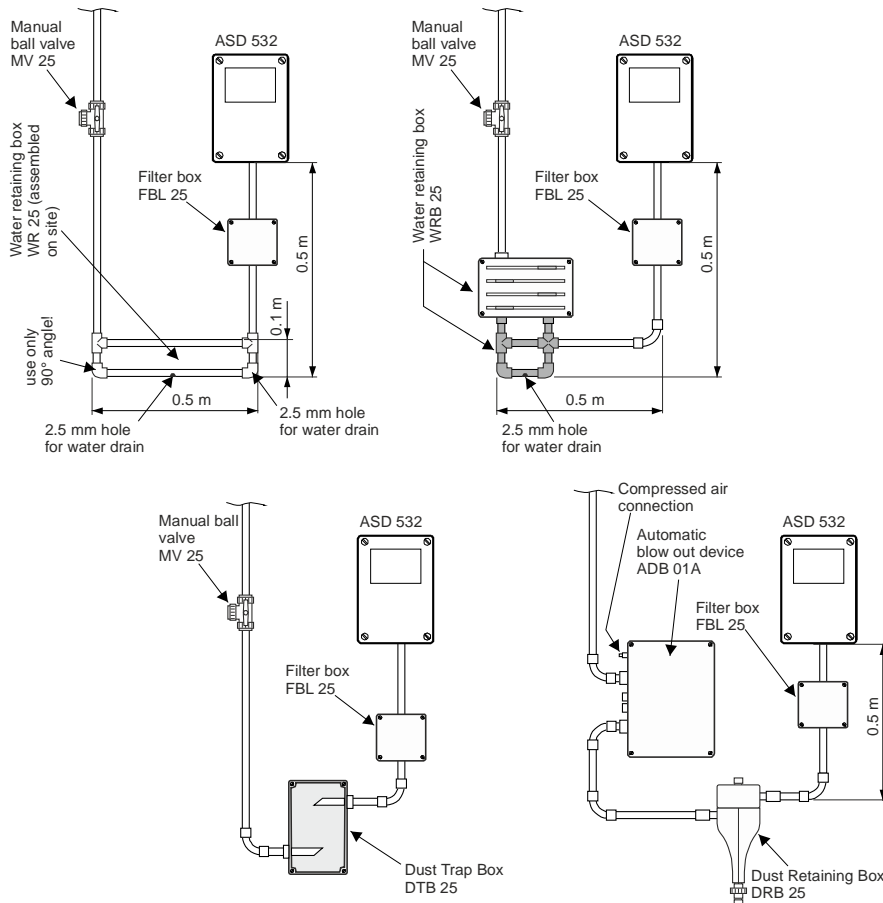 Manual
ball valve
MV 25
ASD 532
Water retaining box
WR 25 (assembled
on site)
Filter box
FBL 25
0.5 m
0.1 m
use only
90° angle!
0.5 m
2.5 mm hole
for water drain
2.5 mm hole
for water drain
Manual
ball valve
MV 25
ASD 532
Water retaining box
WRB 25
Filter box
FBL 25
0.5 m
0.5 m
2.5 mm hole
for water drain
Manual ball
valve
MV 25
ASD 532
Filter box
FBL 25
Dust Trap Box
DTB 25
Compressed air
connection
Automatic
blow out device
ADB 01A
ASD 532
Filter box
FBL 25
0.5 m
Dust Retaining Box
DRB 25